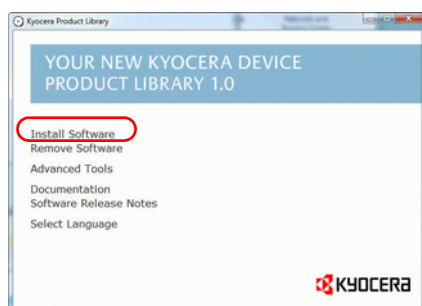 Kyocera Product Library
YOUR NEW KYOCERA DEVICE
PRODUCT LIBRARY 1.0
Install Software
Remove Software
Advanced Tools
Documentation
Software Release Notes
Select Language
KYOCERA